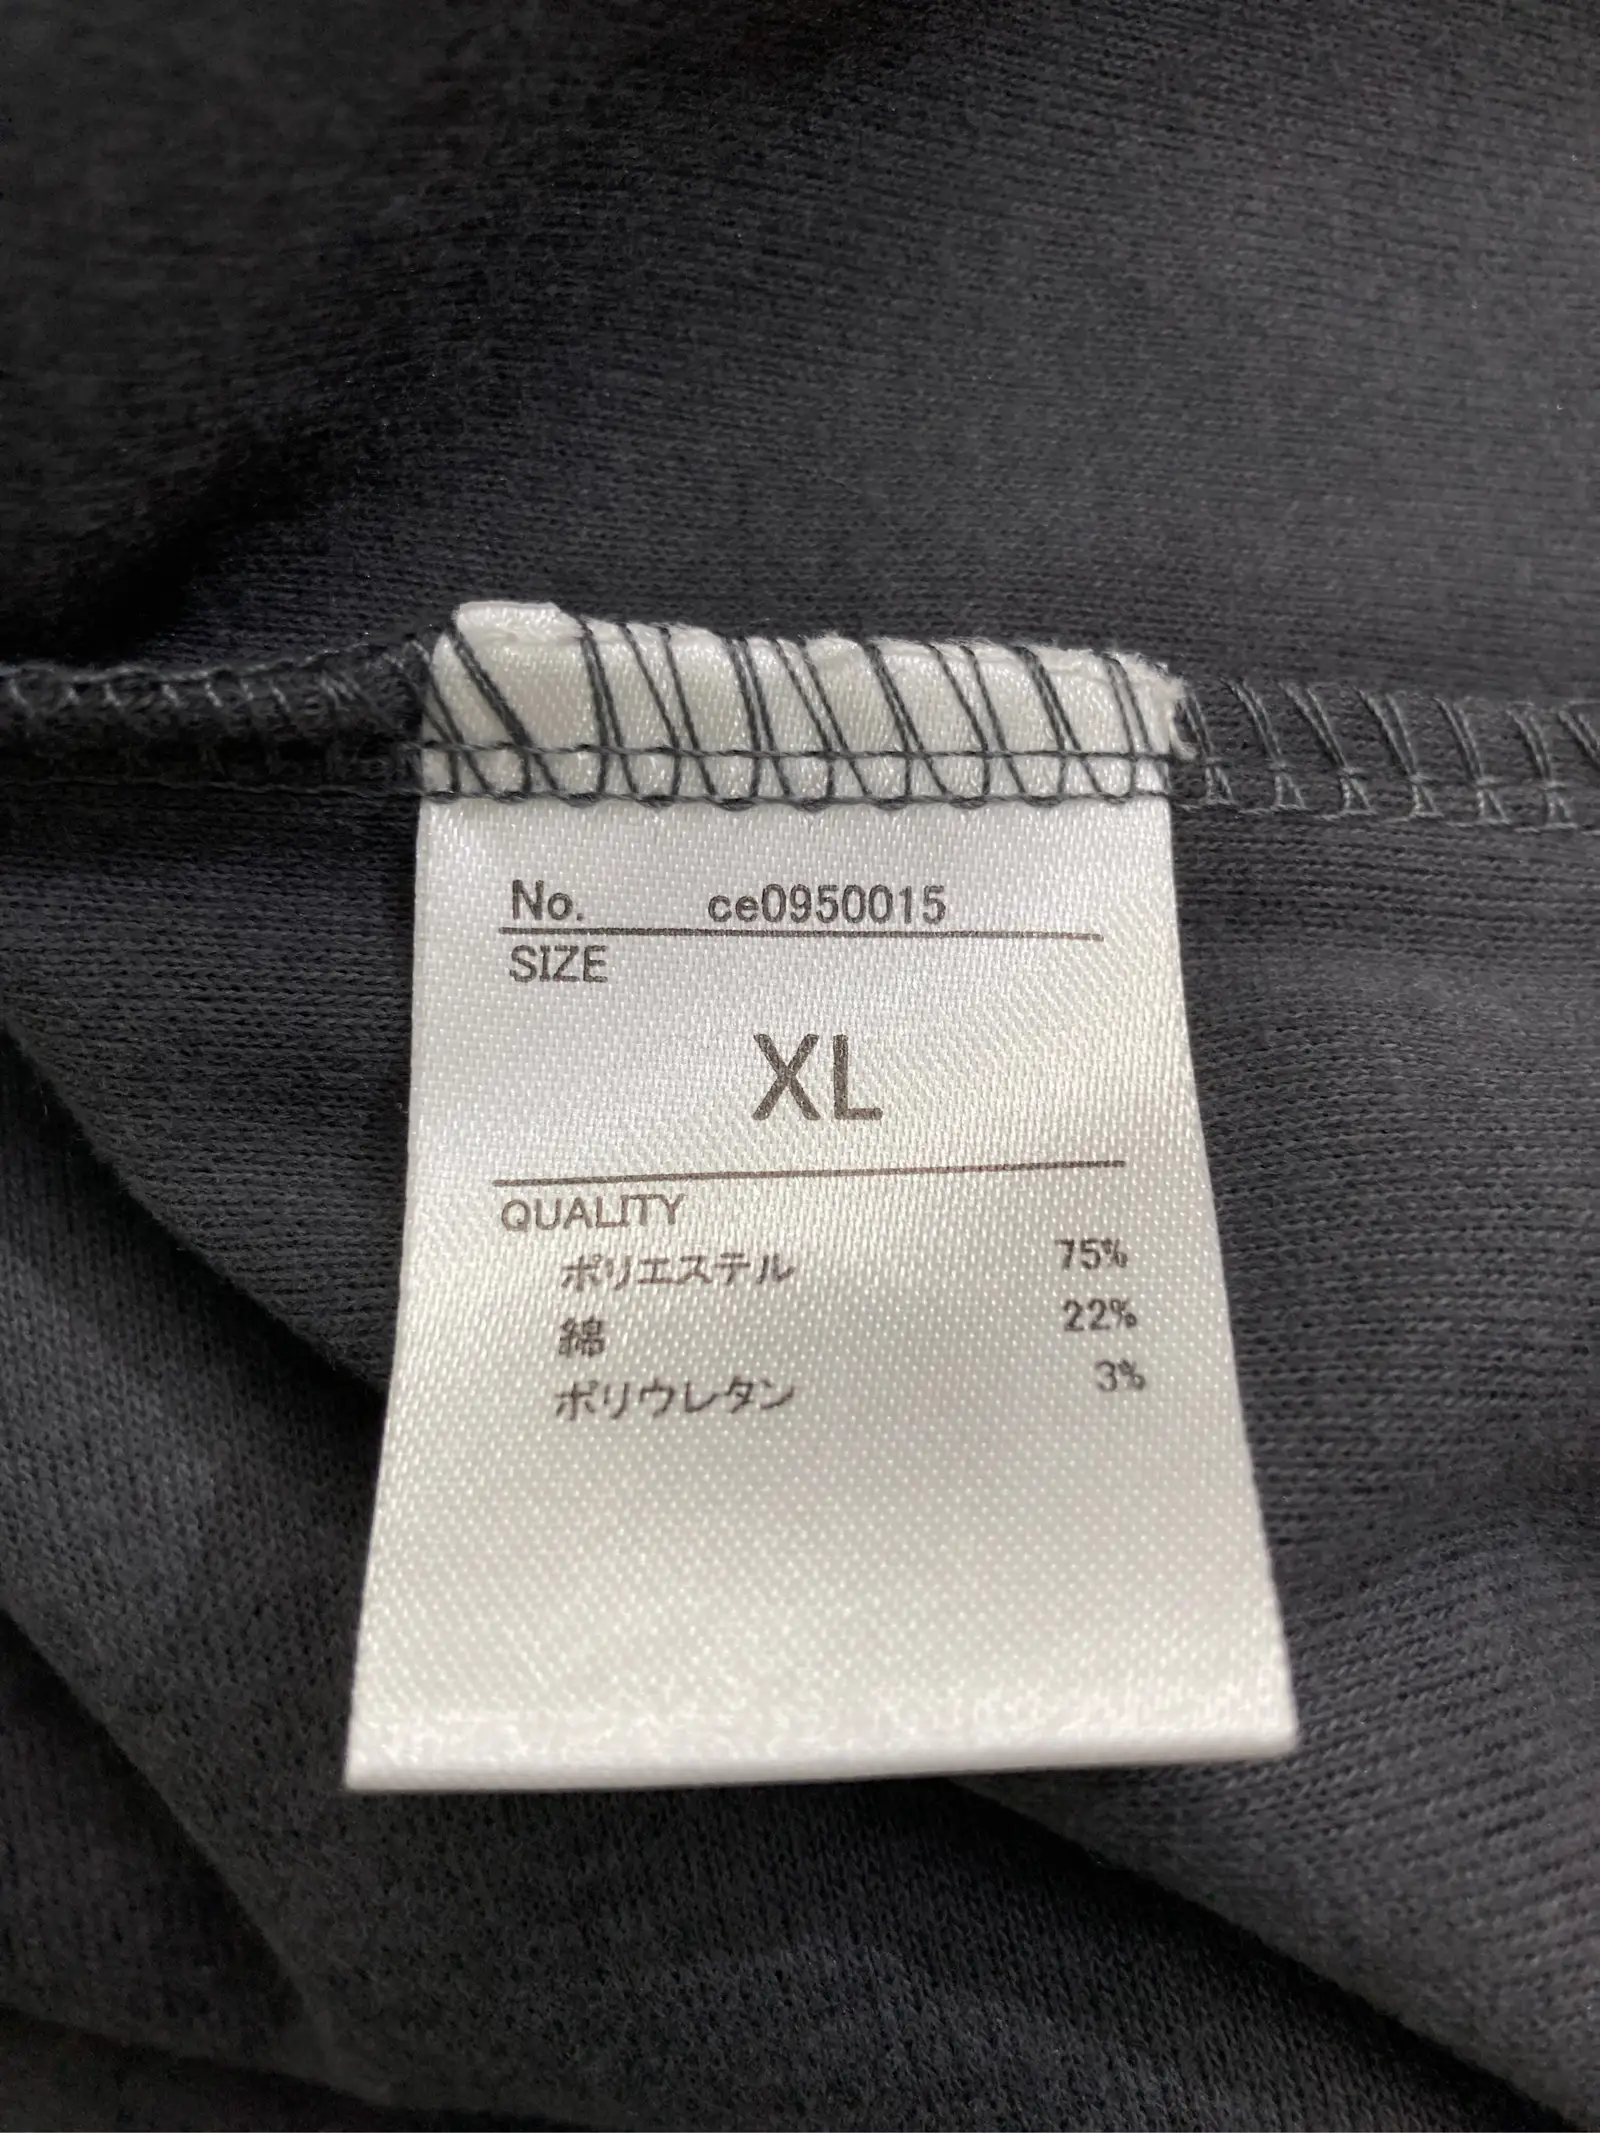 No. ce0950015
SIZE
XL
QUALITY
ポリエステル 75%
綿 22%
ポリウレタン 3%